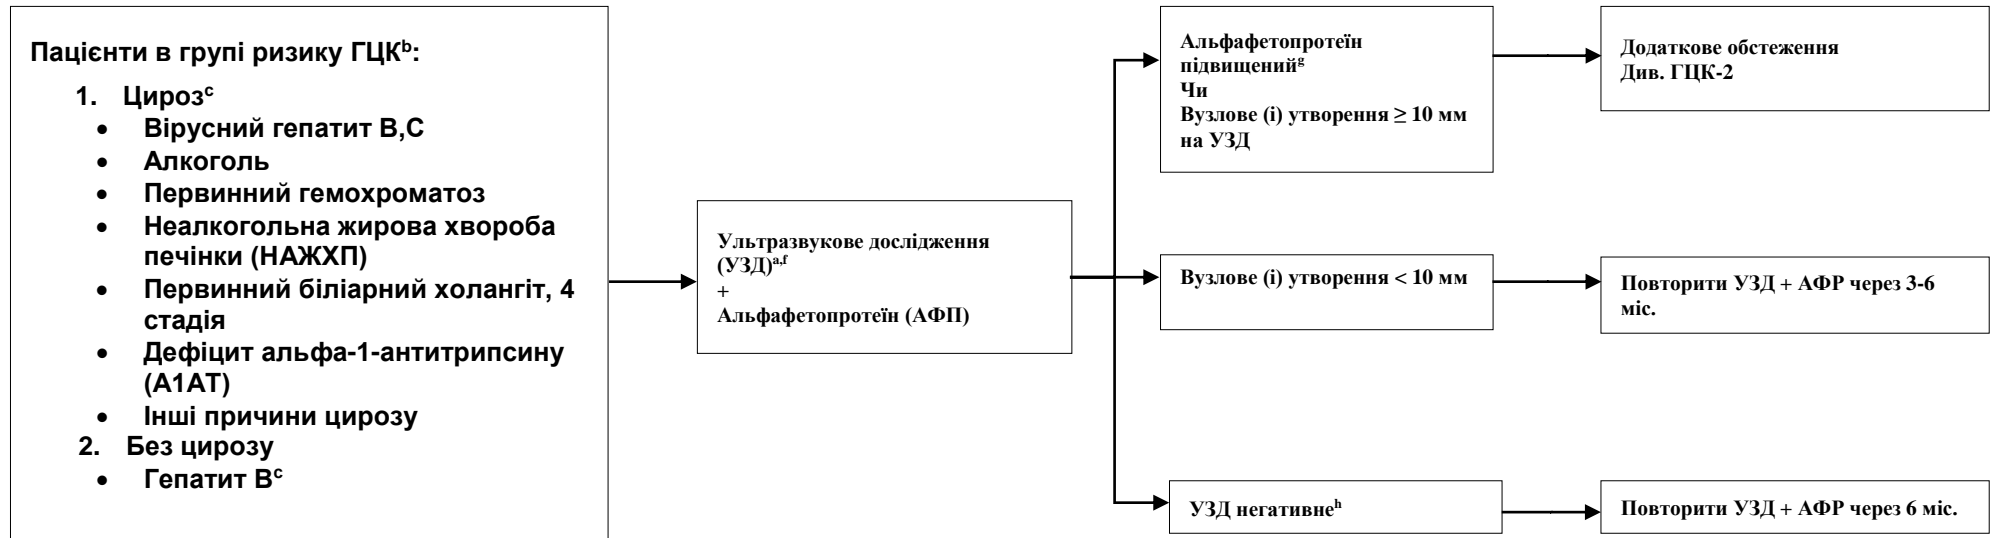 Пацієнти в групі ризику ГЦКᵇ:
1. Цирозᶜ
• Вірусний гепатит В,С
• Алкоголь
• Первинний гемохроматоз
• Неалкогольна жирова хвороба
печінки (НАЖХП)
• Первинний біліарний холангіт, 4
стадія
• Дефіцит альфа-1-антитрипсину
(А1АТ)
• Інші причини цирозу
2. Без цирозу
• Гепатит Вᶜ
Ультразвукове дослідження
(УЗД)ᵃ,ᶠ
+
Альфафетопротеїн (АФП)
Альфафетопротеїн
підвищенийᵍ
Чи
Вузлове (і) утворення ≥ 10 мм
на УЗД
Додаткове обстеження
Див. ГЦК-2
Вузлове (і) утворення < 10 мм
Повторити УЗД + АФР через 3-6
міс.
УЗД негативнеʰ
Повторити УЗД + АФР через 6 міс.